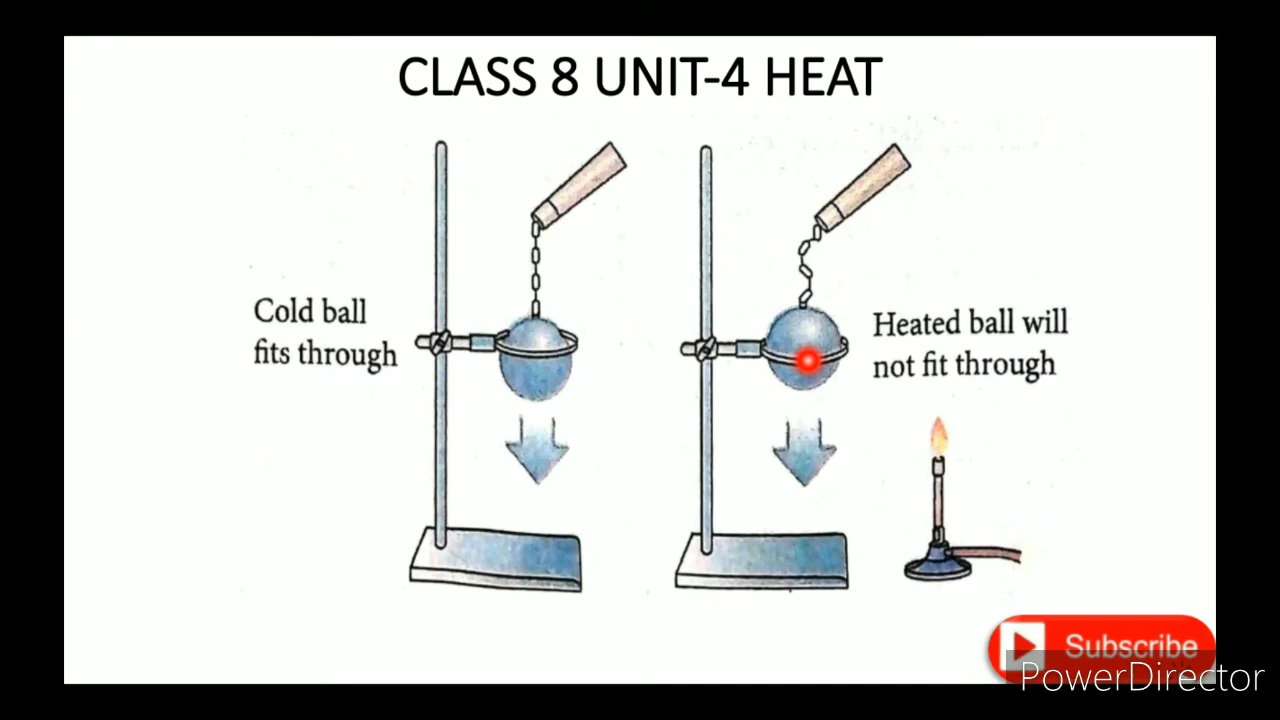 CLASS 8 UNIT-4 HEAT
Cold ball
fits through
Heated ball will
not fit through
Subscribe
PowerDirector